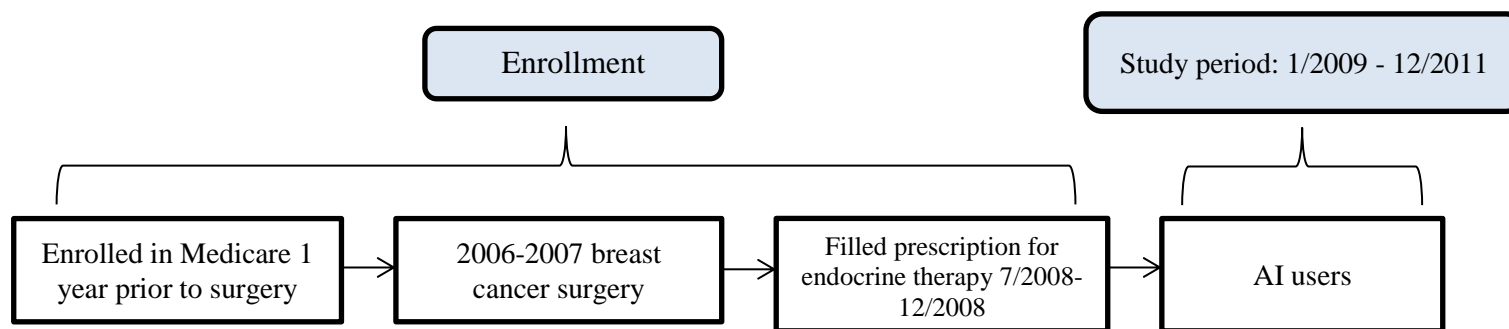 Enrollment
Study period: 1/2009 - 12/2011
Enrolled in Medicare 1
year prior to surgery
2006-2007 breast
cancer surgery
Filled prescription for
endocrine therapy 7/2008-
12/2008
AI users